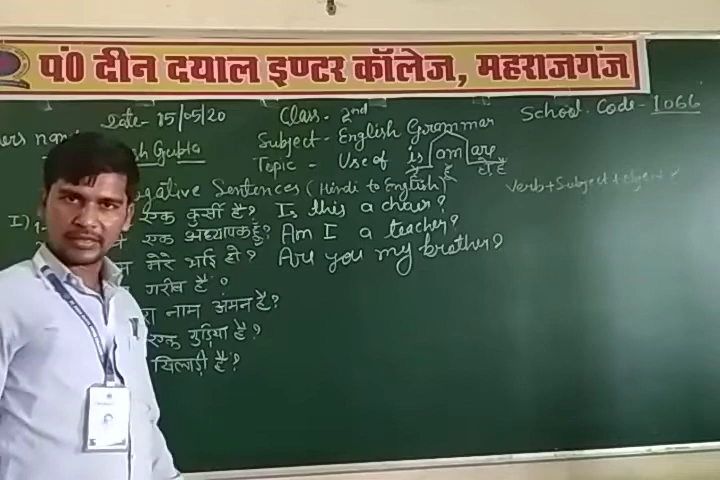 पं0 दीन दयाल इण्टर कॉलेज, महराजगंज
Date- 15/05/20 Class- 2nd School Code- 1066
Subject- English Grammar
Gupta
Topic - Use of is am are
है हूँ हो/हैं
Sentences (Hindi to English) Verb+Subject+
I) 1- एक कुर्सी है? Is this a chair?
एक अध्यापक हूँ? Am I a teacher?
मेरे भाई हो? Are you my brother?
गरीब है?
नाम अमन है?
एक गुड़िया है?
खिलाड़ी है?